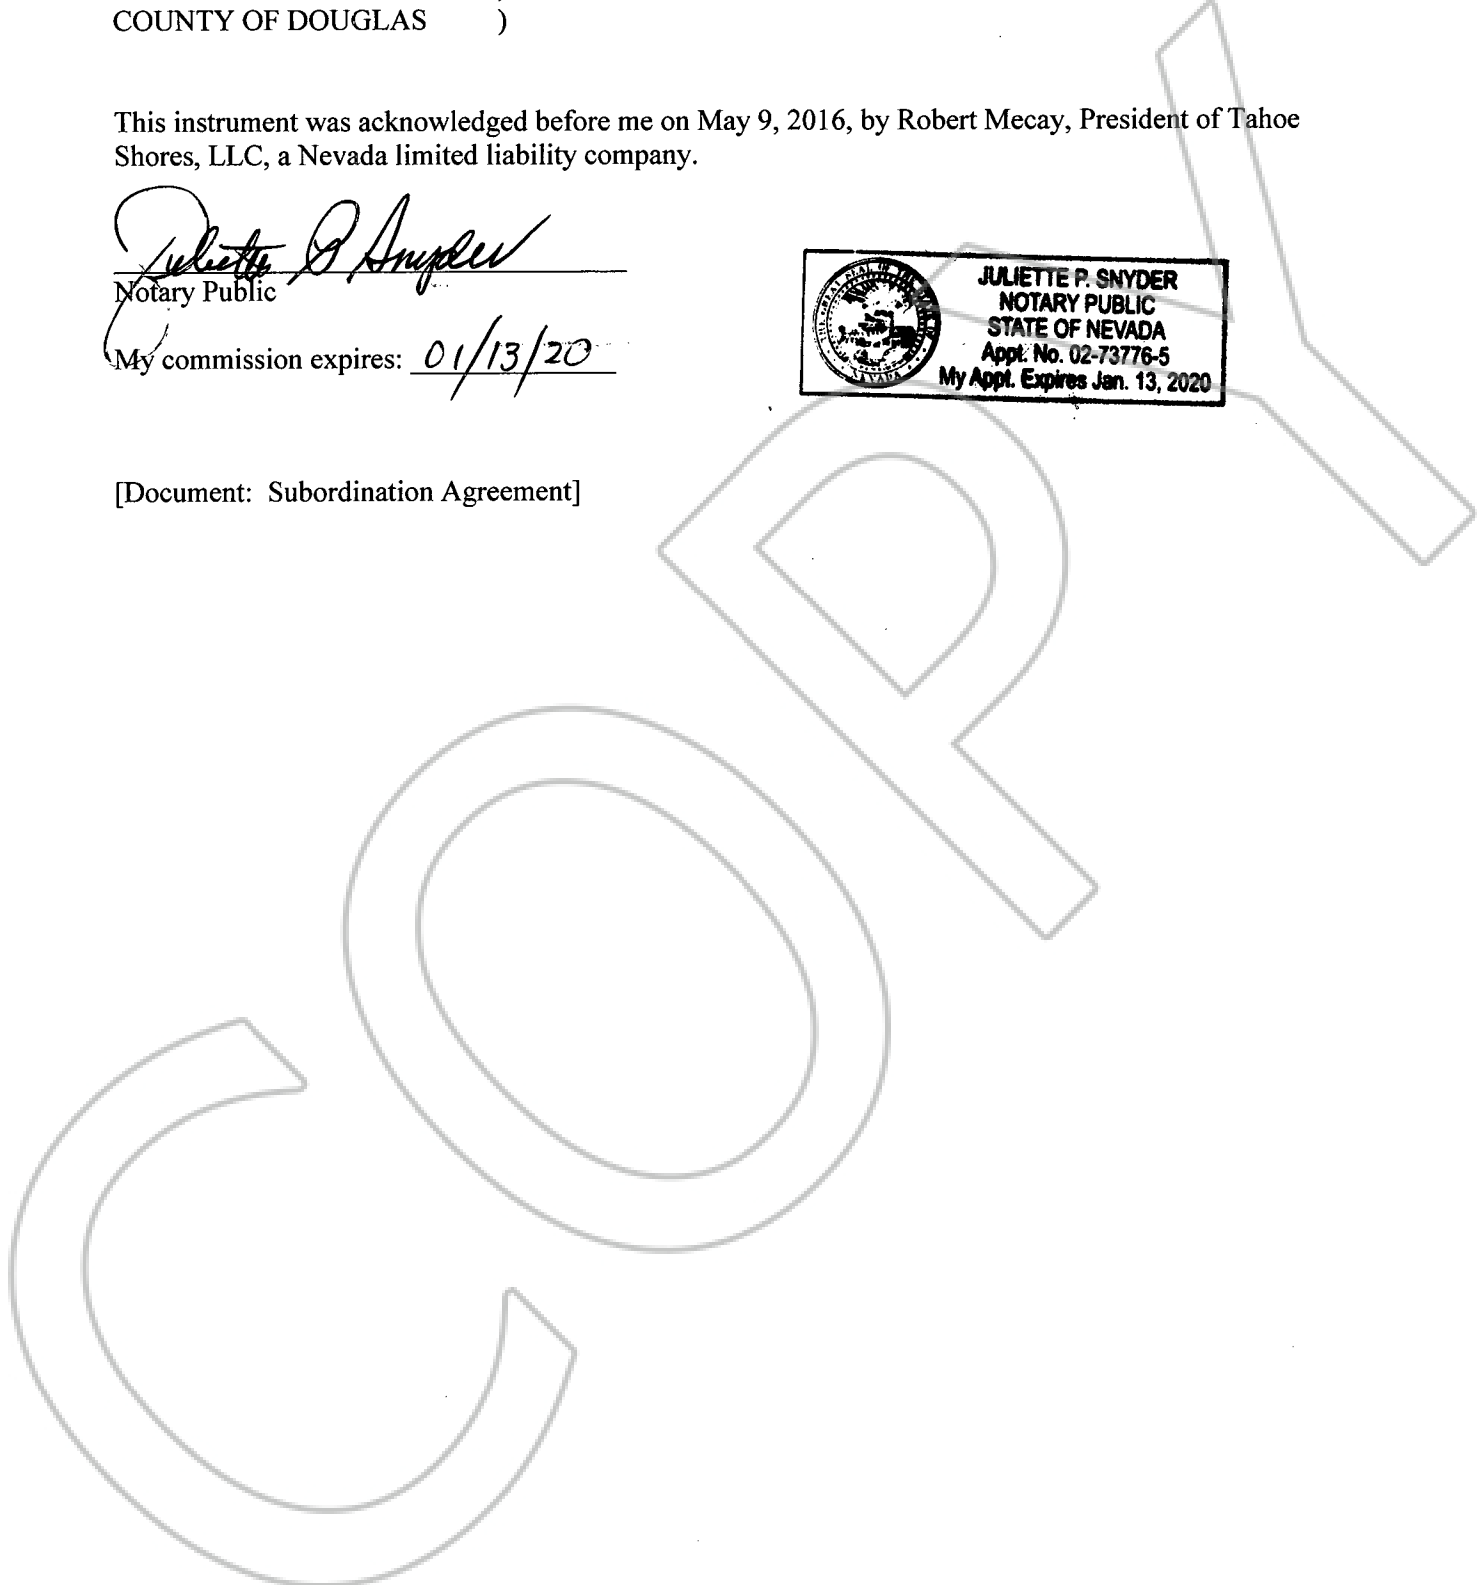 COUNTY OF DOUGLAS )
This instrument was acknowledged before me on May 9, 2016, by Robert Mecay, President of Tahoe
Shores, LLC, a Nevada limited liability company.
Juliette P Snyder
Notary Public
My commission expires: 01/13/20
JULIETTE P. SNYDER
NOTARY PUBLIC
STATE OF NEVADA
Appt. No. 02-73776-5
My Appt. Expires Jan. 13, 2020
[Document: Subordination Agreement]
COPY